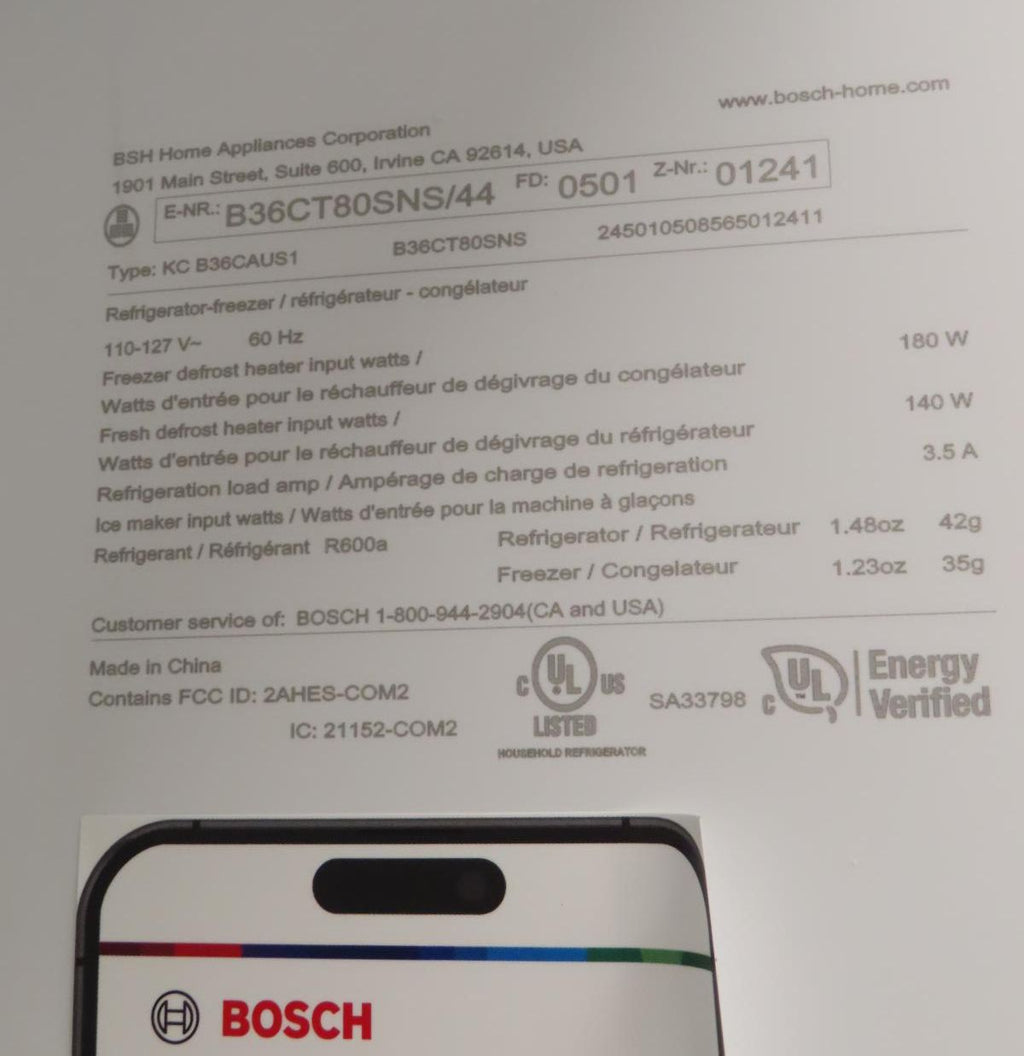 www.bosch-home.com
BSH Home Appliances Corporation
1901 Main Street, Suite 600, Irvine CA 92614, USA
E-NR.: B36CT80SNS/44 FD: 0501 Z-Nr.: 01241
Type: KC B36CAUS1 B36CT80SNS 245010508565012411
Refrigerator-freezer / réfrigérateur - congélateur
110-127 V~ 60 Hz
Freezer defrost heater input watts /
Watts d'entrée pour le réchauffeur de dégivrage du congélateur 180 W
Fresh defrost heater input watts /
Watts d'entrée pour le réchauffeur de dégivrage du réfrigérateur 140 W
Refrigeration load amp / Ampérage de charge de refrigeration 3.5 A
Ice maker input watts / Watts d'entrée pour la machine à glaçons
Refrigerant / Réfrigérant R600a Refrigerator / Refrigerateur 1.48oz 42g
Freezer / Congelateur 1.23oz 35g
Customer service of: BOSCH 1-800-944-2904(CA and USA)
Made in China
Contains FCC ID: 2AHES-COM2
IC: 21152-COM2
C UL US
LISTED
HOUSEHOLD REFRIGERATOR
SA33798
C UL ™ Energy
Verified
BOSCH